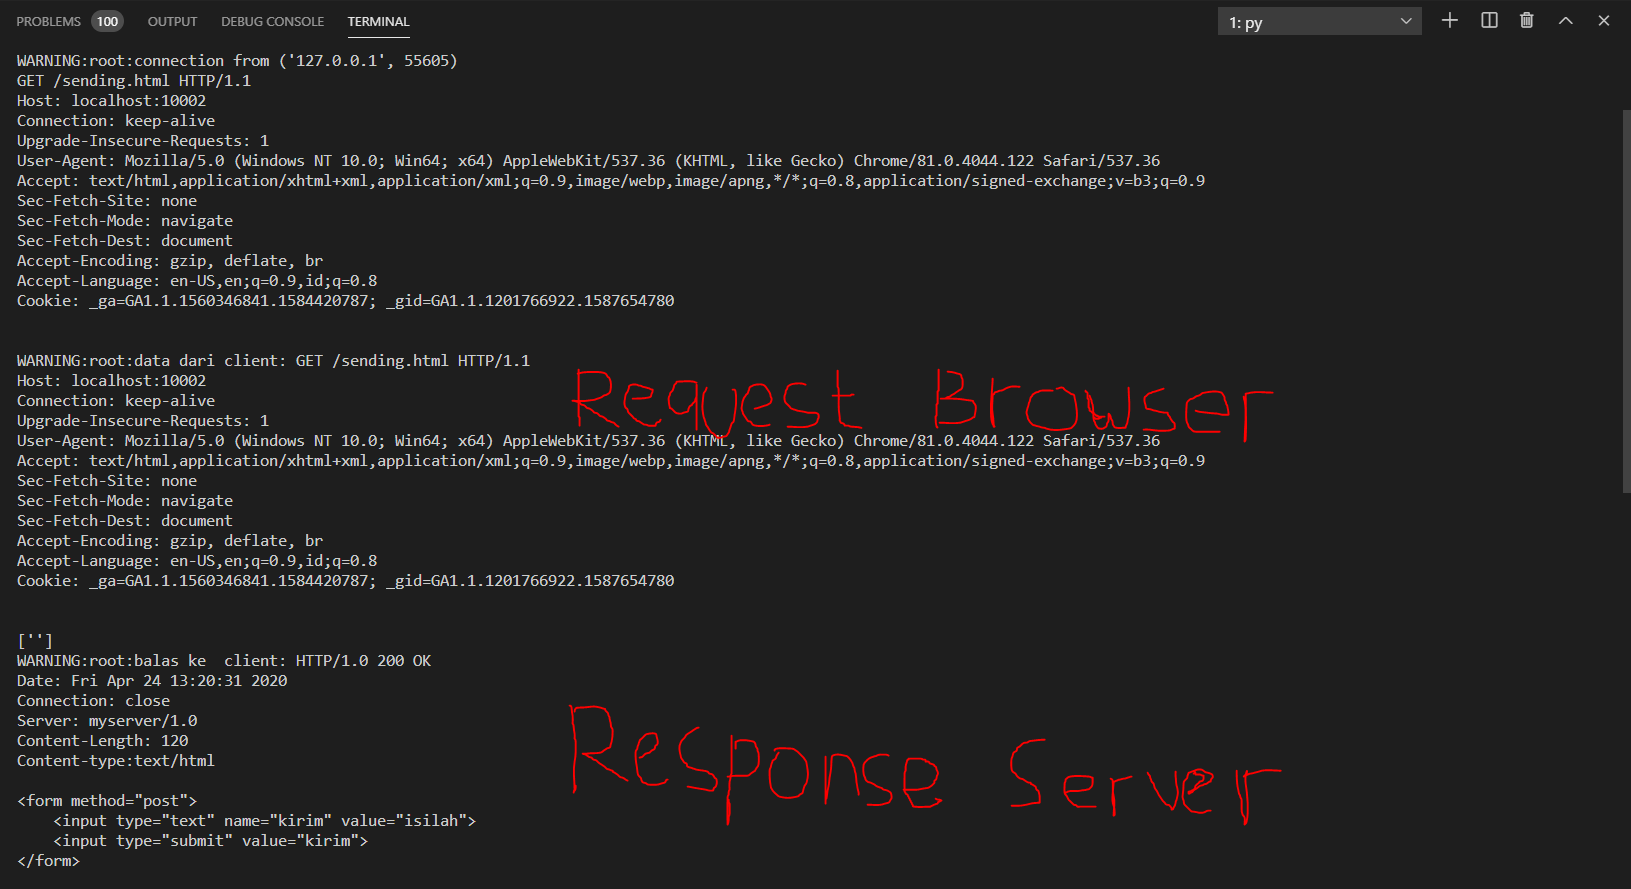 PROBLEMS 100 OUTPUT DEBUG CONSOLE TERMINAL 1: py
WARNING:root:connection from ('127.0.0.1', 55605)
GET /sending.html HTTP/1.1
Host: localhost:10002
Connection: keep-alive
Upgrade-Insecure-Requests: 1
User-Agent: Mozilla/5.0 (Windows NT 10.0; Win64; x64) AppleWebKit/537.36 (KHTML, like Gecko) Chrome/81.0.4044.122 Safari/537.36
Accept: text/html,application/xhtml+xml,application/xml;q=0.9,image/webp,image/apng,*/*;q=0.8,application/signed-exchange;v=b3;q=0.9
Sec-Fetch-Site: none
Sec-Fetch-Mode: navigate
Sec-Fetch-Dest: document
Accept-Encoding: gzip, deflate, br
Accept-Language: en-US,en;q=0.9,id;q=0.8
Cookie: _ga=GA1.1.1560346841.1584420787; _gid=GA1.1.1201766922.1587654780
WARNING:root:data dari client: GET /sending.html HTTP/1.1
Host: localhost:10002
Connection: keep-alive
Request Browser
Upgrade-Insecure-Requests: 1
User-Agent: Mozilla/5.0 (Windows NT 10.0; Win64; x64) AppleWebKit/537.36 (KHTML, like Gecko) Chrome/81.0.4044.122 Safari/537.36
Accept: text/html,application/xhtml+xml,application/xml;q=0.9,image/webp,image/apng,*/*;q=0.8,application/signed-exchange;v=b3;q=0.9
Sec-Fetch-Site: none
Sec-Fetch-Mode: navigate
Sec-Fetch-Dest: document
Accept-Encoding: gzip, deflate, br
Accept-Language: en-US,en;q=0.9,id;q=0.8
Cookie: _ga=GA1.1.1560346841.1584420787; _gid=GA1.1.1201766922.1587654780
['']
WARNING:root:balas ke  client: HTTP/1.0 200 OK
Date: Fri Apr 24 13:20:31 2020
Connection: close
Server: myserver/1.0
Content-Length: 120
Content-type:text/html
Response Server
<form method="post">
    <input type="text" name="kirim" value="isilah">
    <input type="submit" value="kirim">
</form>